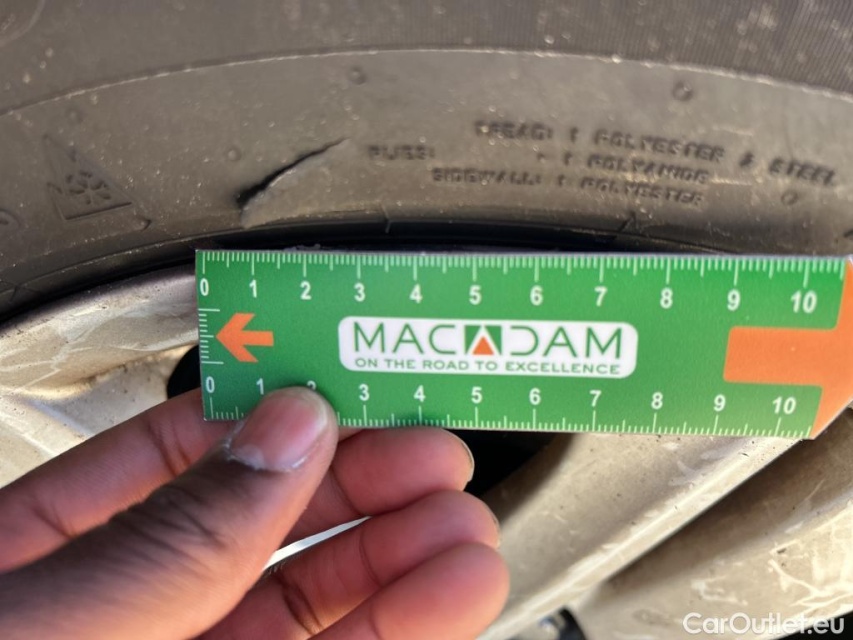 TREAD: 1 POLYESTER 2 STEEL
PLIES: + 1 POLYAMIDE
SIDEWALL: 1 POLYESTER
0 1 2 3 4 5 6 7 8 9 10
MACADAM
ON THE ROAD TO EXCELLENCE
0 1 2 3 4 5 6 7 8 9 10
CarOutlet.eu